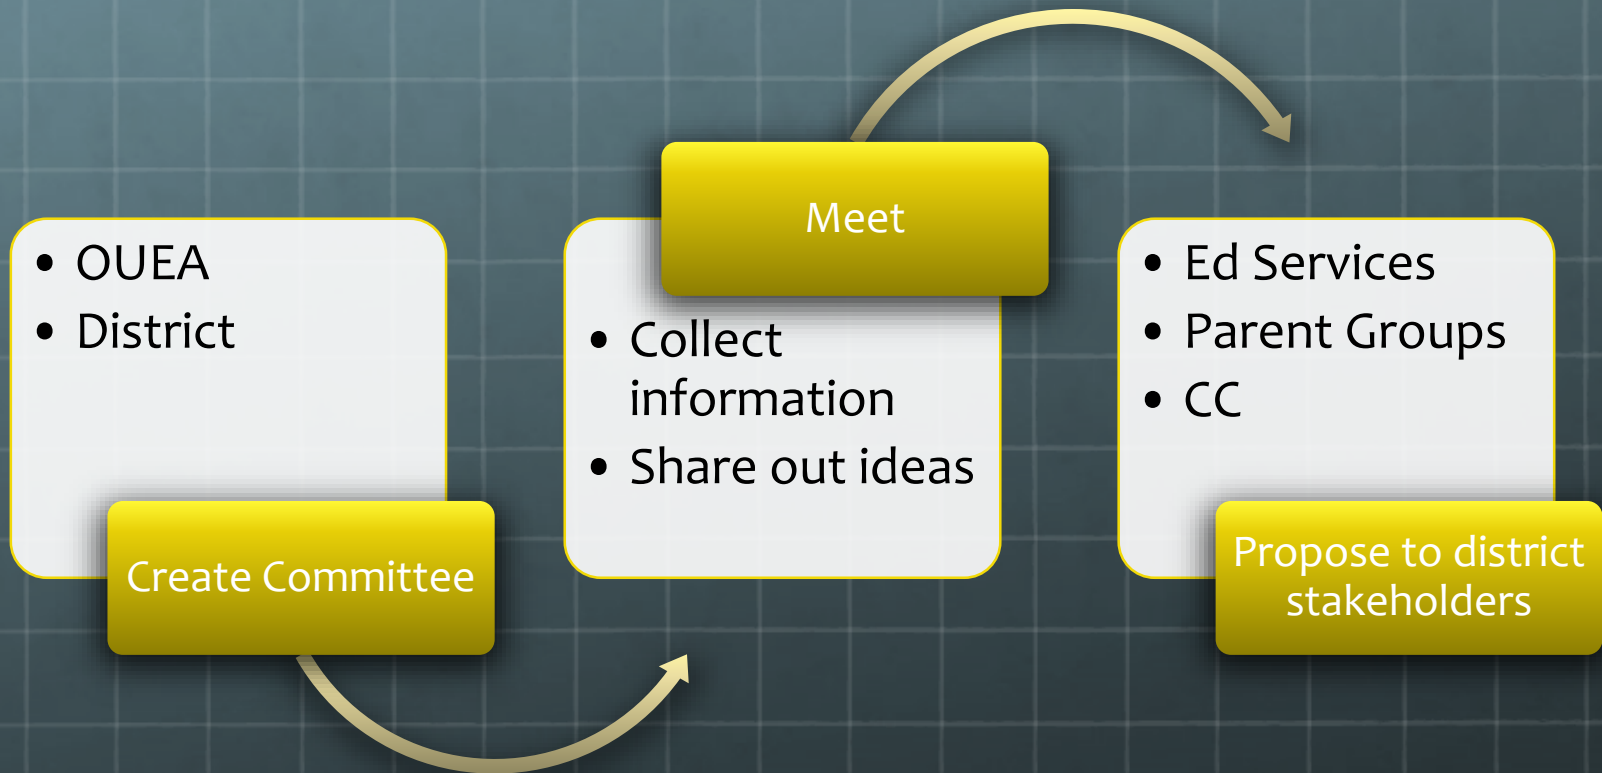 • OUEA
• District
Create Committee
Meet
• Collect
information
• Share out ideas
• Ed Services
• Parent Groups
• CC
Propose to district
stakeholders